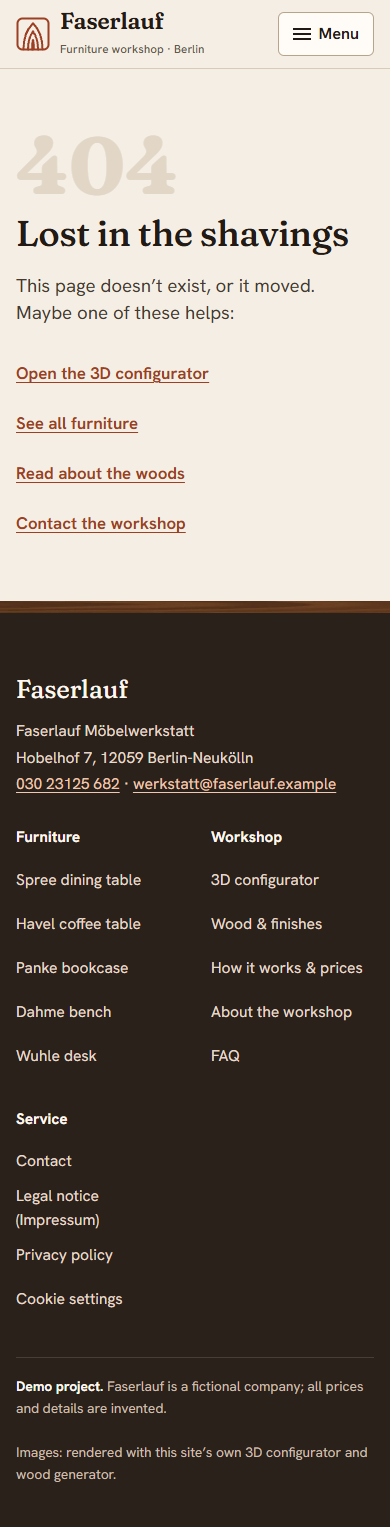 Faserlauf
Furniture workshop · Berlin
Menu
404
Lost in the shavings
This page doesn’t exist, or it moved.
Maybe one of these helps:
Open the 3D configurator
See all furniture
Read about the woods
Contact the workshop
Faserlauf
Faserlauf Möbelwerkstatt
Hobelhof 7, 12059 Berlin-Neukölln
030 23125 682 · werkstatt@faserlauf.example
Furniture
Spree dining table
Havel coffee table
Panke bookcase
Dahme bench
Wuhle desk
Workshop
3D configurator
Wood & finishes
How it works & prices
About the workshop
FAQ
Service
Contact
Legal notice
(Impressum)
Privacy policy
Cookie settings
Demo project. Faserlauf is a fictional company; all prices
and details are invented.
Images: rendered with this site’s own 3D configurator and
wood generator.